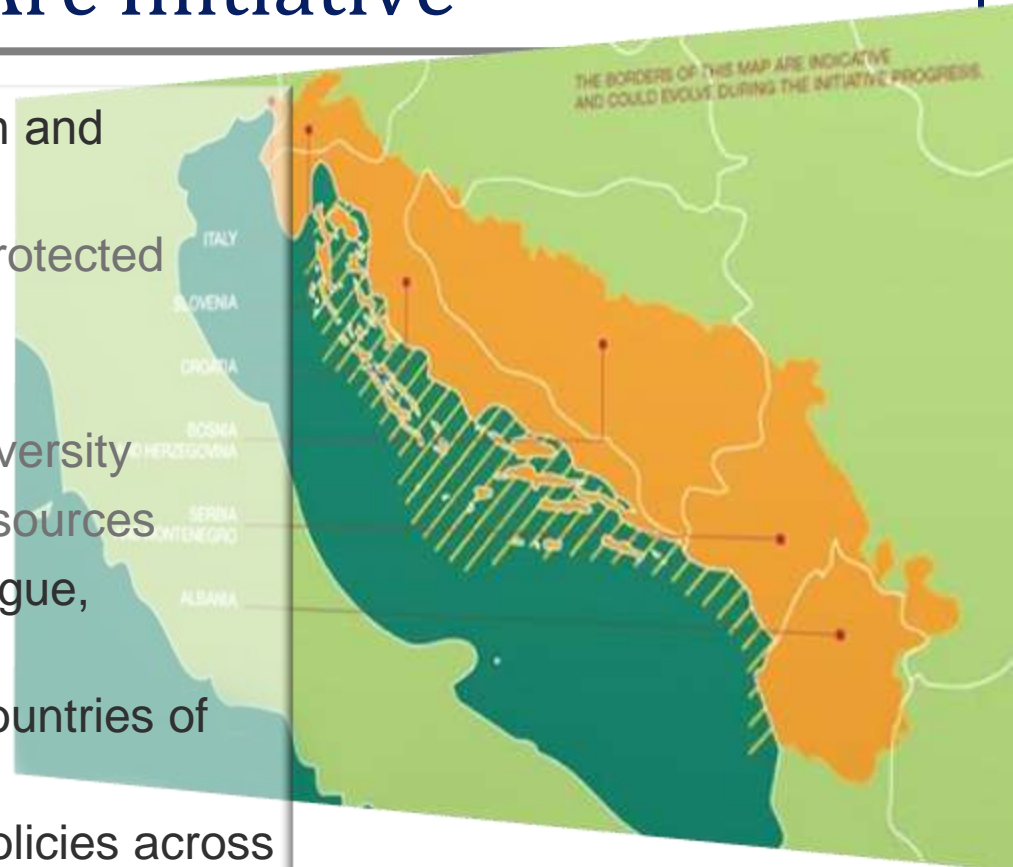 Are Initiative
THE BORDERS OF THIS MAP ARE INDICATIVE
AND COULD EVOLVE DURING THE INITIATIVE PROGRESS.
and
rotected
versity
sources
gue,
ountries of
olicies across
ITALY
SLOVENIA
CROATIA
BOSNIA
HERZEGOVINA
SERBIA
MONTENEGRO
ALBANIA